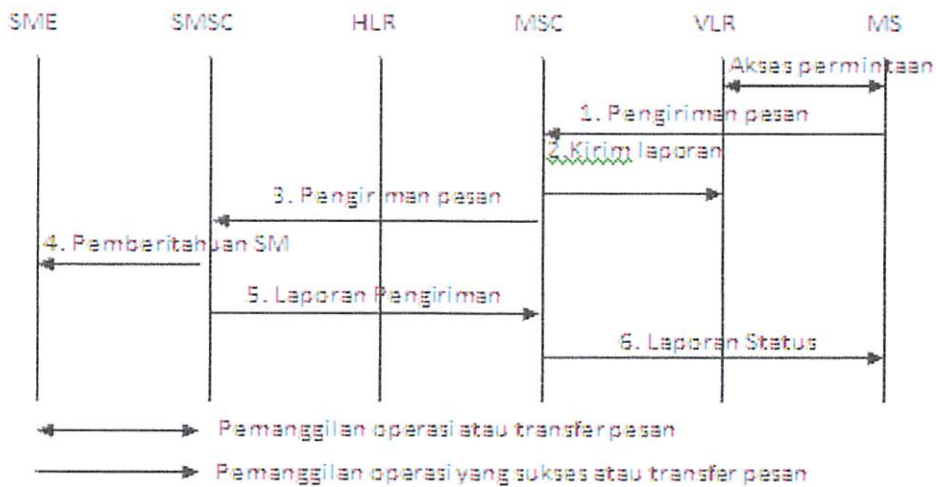 SME SMSC HLR MSC VLR MS
Akses permintaan
1. Pengiriman pesan
2.Kirim laporan
3. Pengiriman pesan
4. Pemberitahuan SM
5. Laporan Pengiriman
6. Laporan Status
Pemanggilan operasi atau transfer pesan
Pemanggilan operasi yang sukses atau transfer pesan